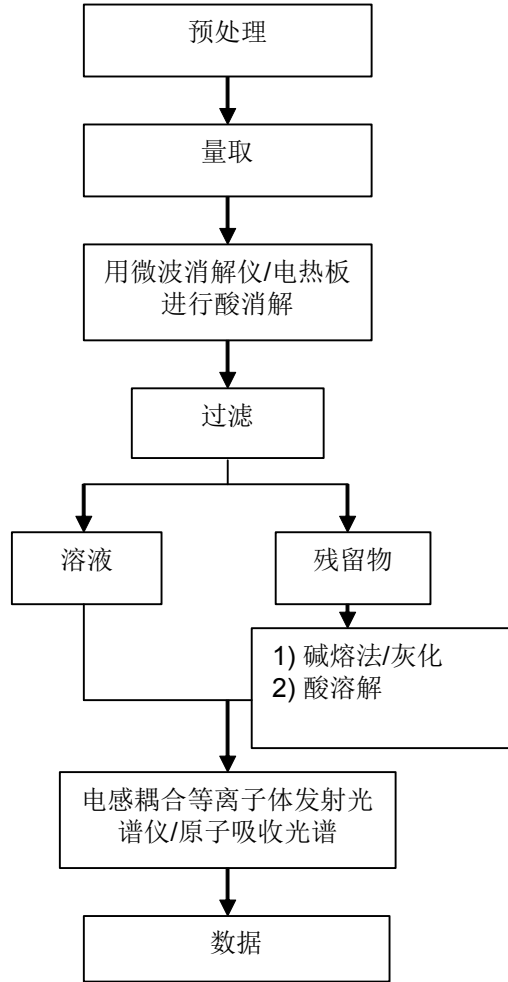 预处理
量取
用微波消解仪/电热板
进行酸消解
过滤
溶液
残留物
1) 碱熔法/灰化
2) 酸溶解
电感耦合等离子体发射光
谱仪/原子吸收光谱
数据